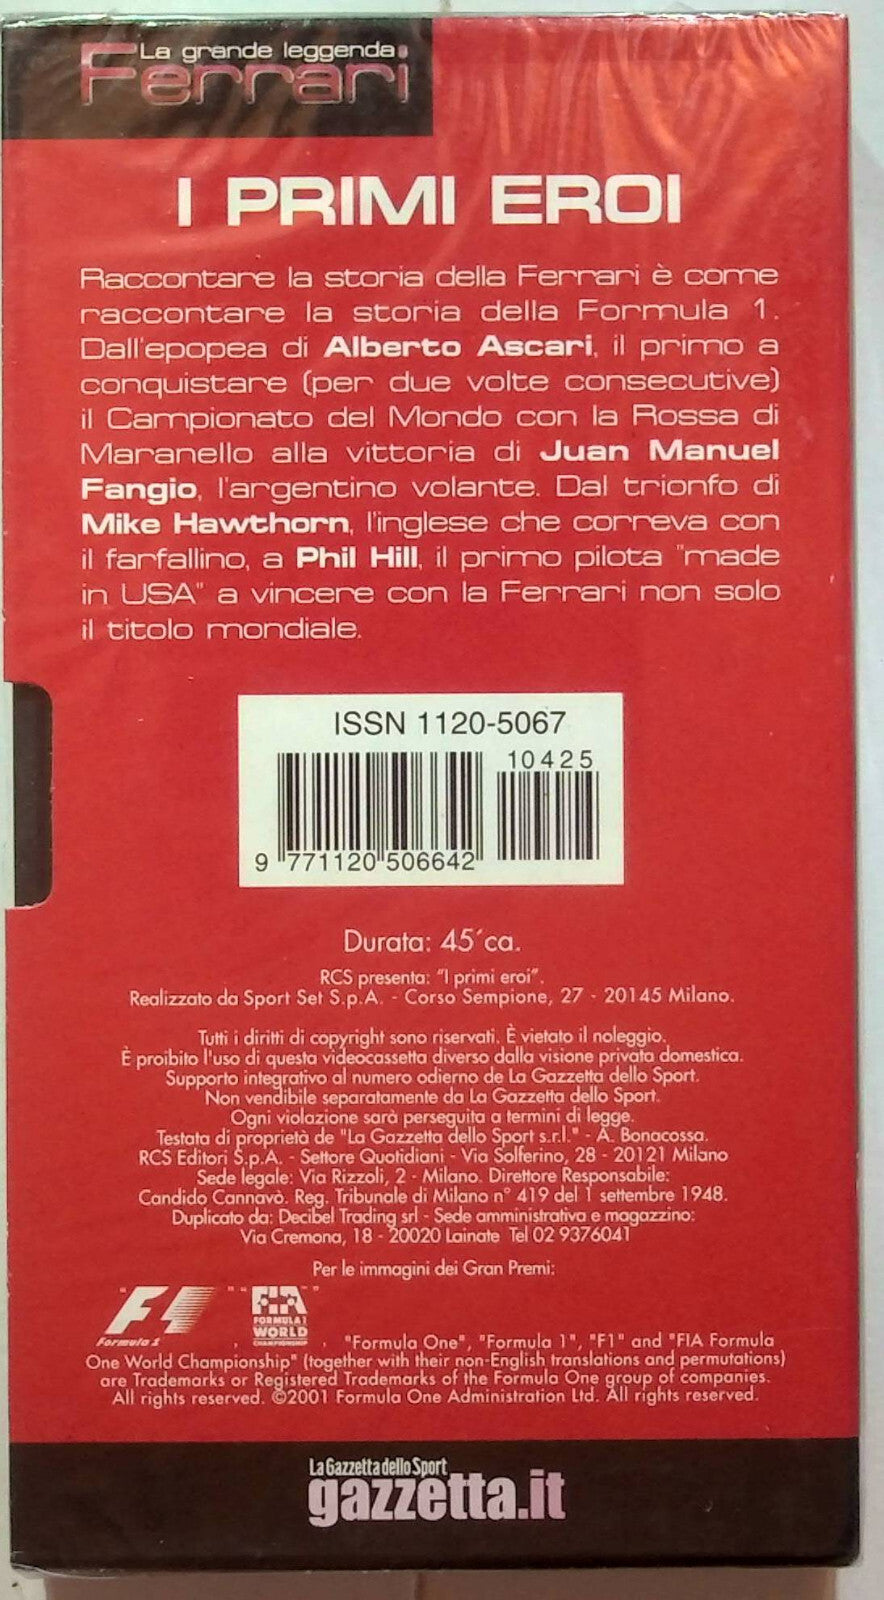 La grande leggenda
Ferrari
I PRIMI EROI
Raccontare la storia della Ferrari è come
raccontare la storia della Formula 1.
Dall'epopea di Alberto Ascari, il primo a
conquistare (per due volte consecutive)
il Campionato del Mondo con la Rossa di
Maranello alla vittoria di Juan Manuel
Fangio, l'argentino volante. Dal trionfo di
Mike Hawthorn, l'inglese che correva con
il farfallino, a Phil Hill, il primo pilota "made
in USA" a vincere con la Ferrari non solo
il titolo mondiale.
ISSN 1120-5067
10425
9 771120 506642
Durata: 45´ca.
RCS presenta: "I primi eroi".
Realizzato da Sport Set S.p.A. - Corso Sempione, 27 - 20145 Milano.
Tutti i diritti di copyright sono riservati. È vietato il noleggio.
È proibito l'uso di questa videocassetta diverso dalla visione privata domestica.
Supporto integrativo al numero odierno de La Gazzetta dello Sport.
Non vendibile separatamente da La Gazzetta dello Sport.
Ogni violazione sarà perseguita a termini di legge.
Testata di proprietà de "La Gazzetta dello Sport s.r.l." - A. Bonacossa.
RCS Editori S.p.A. - Settore Quotidiani - Via Solferino, 28 - 20121 Milano
Sede legale: Via Rizzoli, 2 - Milano. Direttore Responsabile:
Candido Cannavò. Reg. Tribunale di Milano n° 419 del 1 settembre 1948.
Duplicato da: Decibel Trading srl - Sede amministrativa e magazzino:
Via Cremona, 18 - 20020 Lainate Tel 02 9376041
Per le immagini dei Gran Premi:
"F1 Formula 1", "FIA FORMULA 1 WORLD CHAMPIONSHIP", "Formula One", "Formula 1", "F1" and "FIA Formula
One World Championship" (together with their non-English translations and permutations)
are Trademarks or Registered Trademarks of the Formula One group of companies.
All rights reserved. ©2001 Formula One Administration Ltd. All rights reserved.
La Gazzetta dello Sport
gazzetta.it